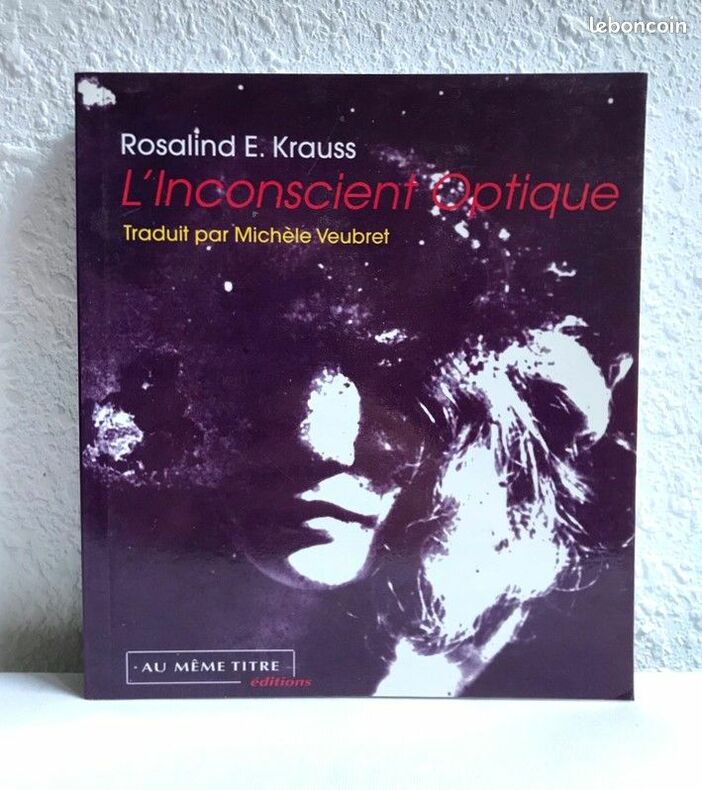 leboncoin
Rosalind E. Krauss
L'Inconscient Optique
Traduit par Michèle Veubret
AU MÊME TITRE
éditions